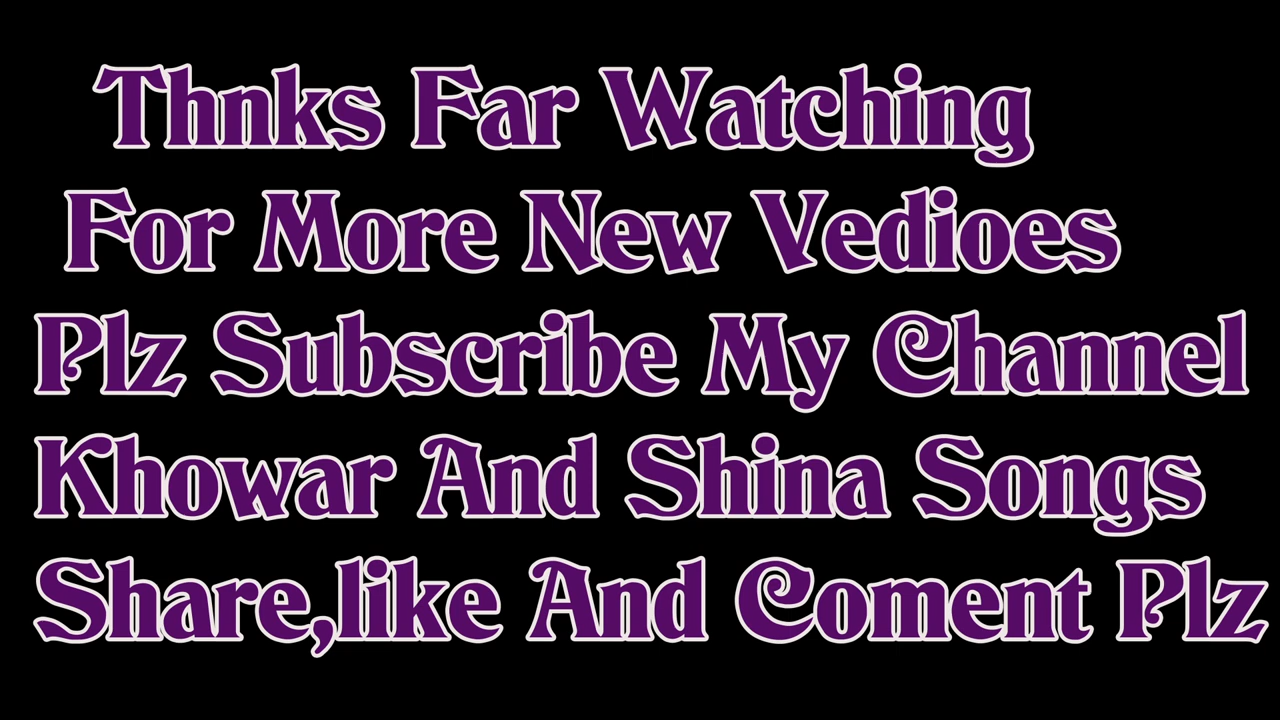 Thnks Far Watching
For More New Vedioes
Plz Subscribe My Channel
Khowar And Shina Songs
Share,like And Coment Plz